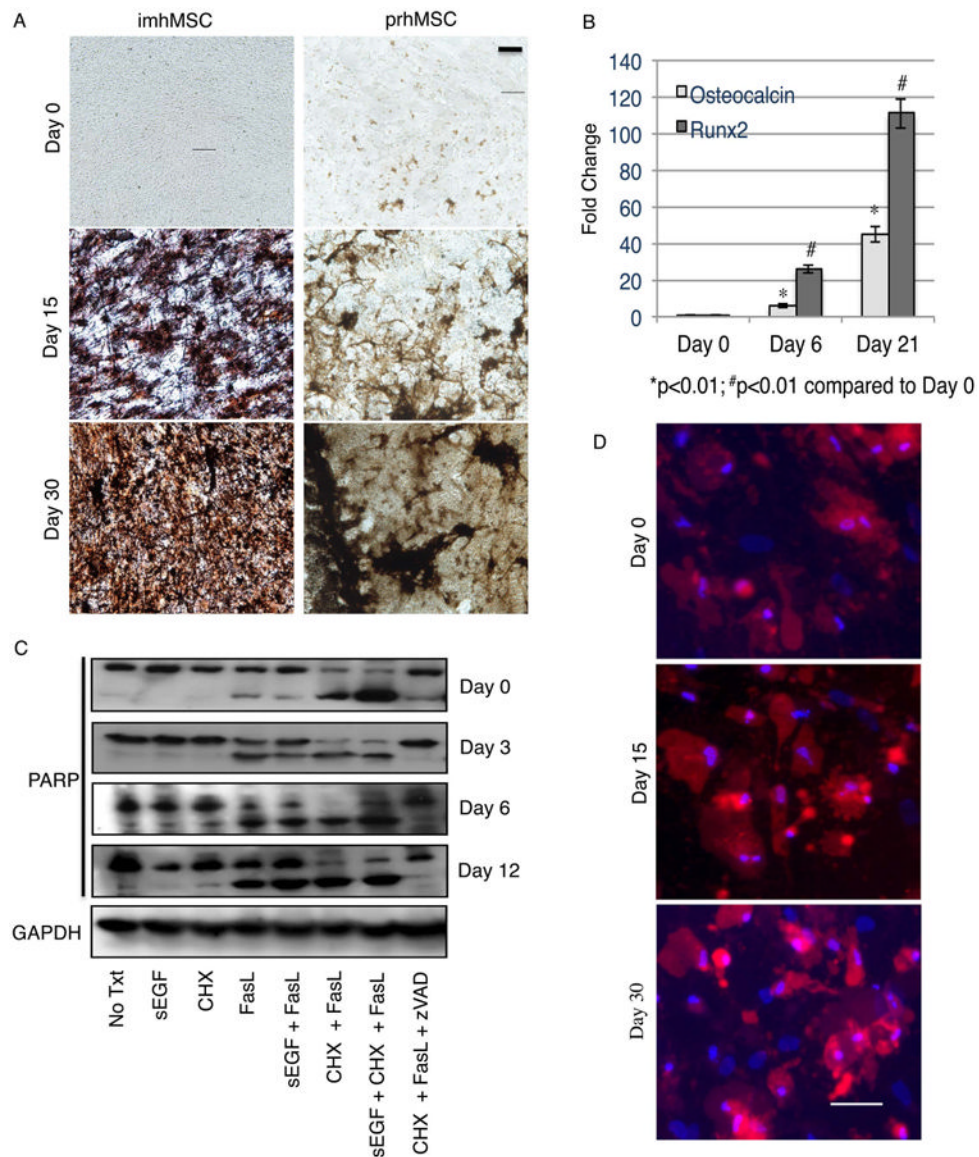 A
imhMSC
prhMSC
Day 0
Day 15
Day 30
B
140
120
100
80
60
40
20
0
Fold Change
Osteocalcin
Runx2
*
#
*
#
Day 0
Day 6
Day 21
*p<0.01; #p<0.01 compared to Day 0
C
PARP
Day 0
Day 3
Day 6
Day 12
GAPDH
No Txt
sEGF
CHX
FasL
sEGF + FasL
CHX + FasL
sEGF + CHX + FasL
CHX + FasL + zVAD
D
Day 0
Day 15
Day 30